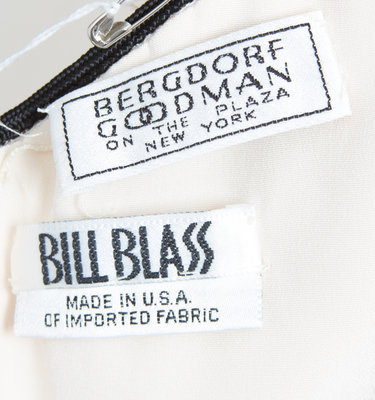 BERGDORF
GOODMAN
ON THE PLAZA
NEW YORK
BILL BLASS
MADE IN U.S.A.
OF IMPORTED FABRIC